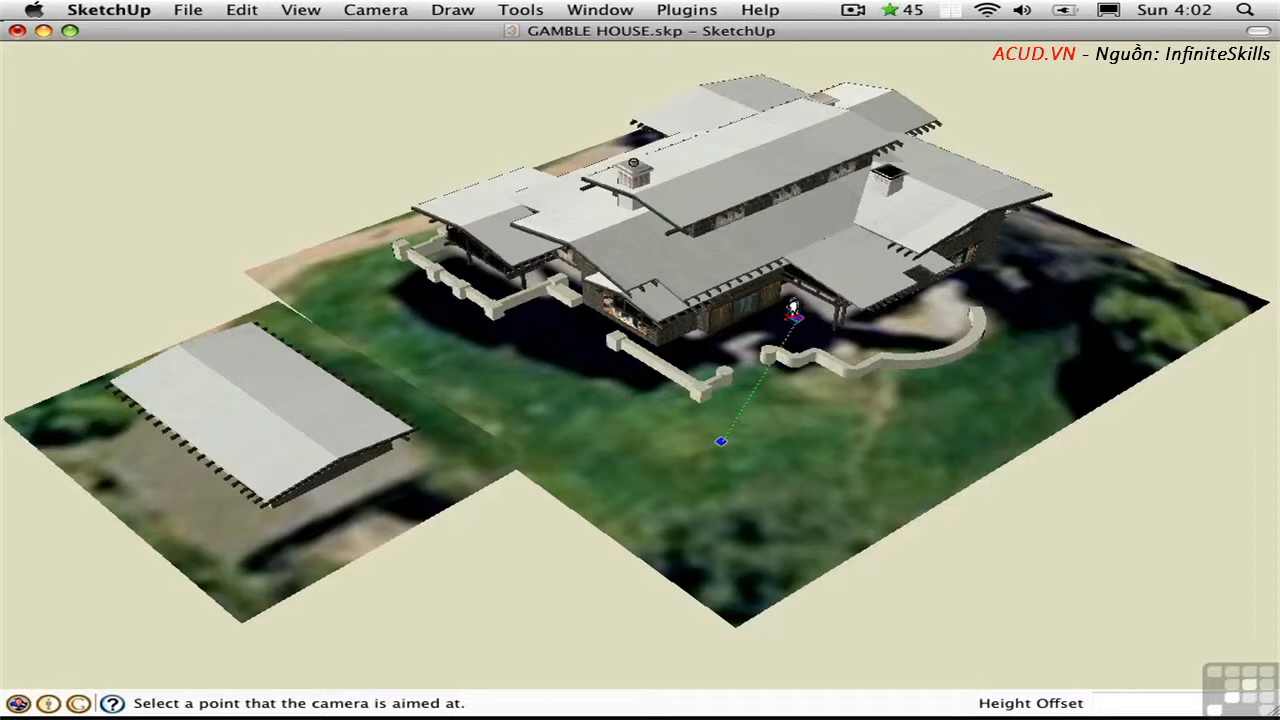 SketchUp File Edit View Camera Draw Tools Window Plugins Help 45 Sun 4:02
GAMBLE HOUSE.skp - SketchUp
ACUD.VN - Nguồn: InfiniteSkills
Select a point that the camera is aimed at. Height Offset